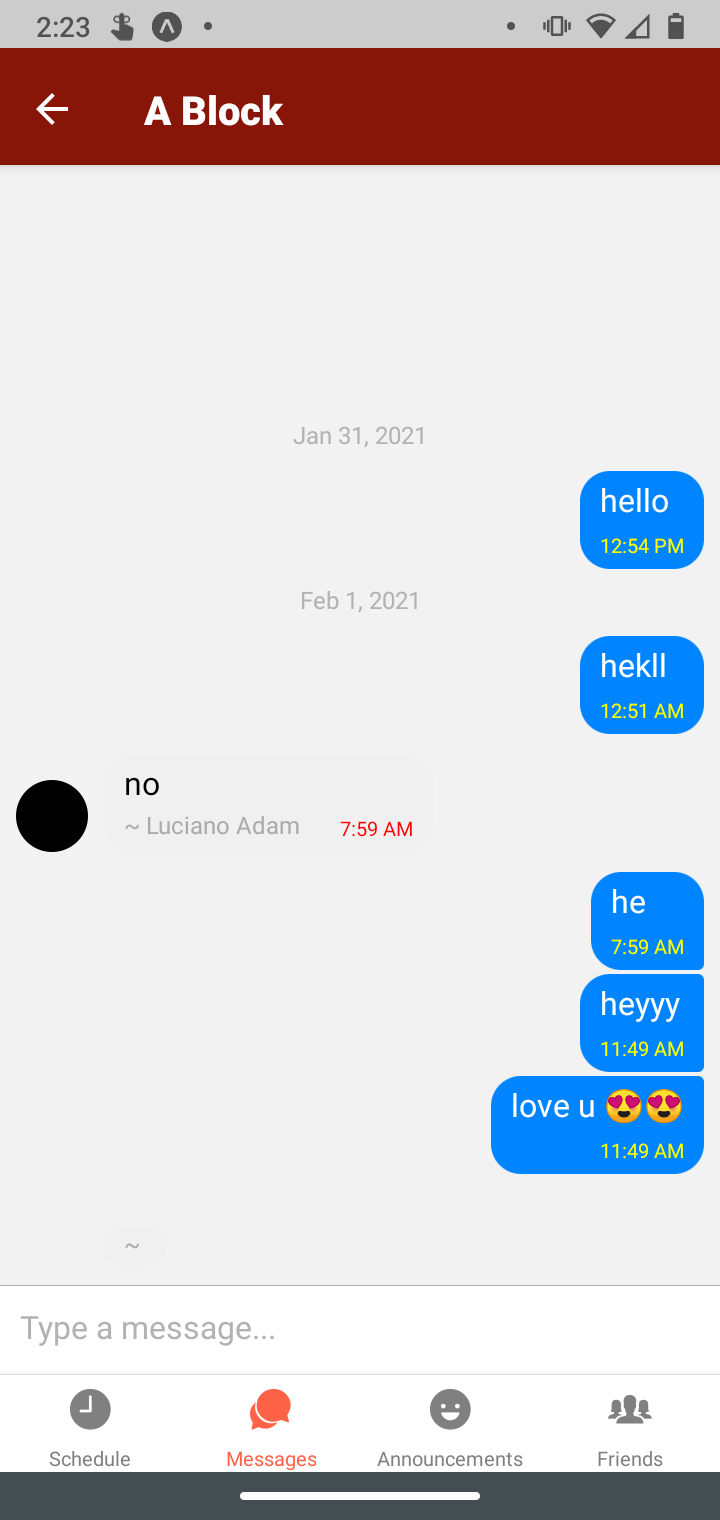 2:23
A Block
Jan 31, 2021
hello
12:54 PM
Feb 1, 2021
hekll
12:51 AM
no
~ Luciano Adam 7:59 AM
he
7:59 AM
heyyy
11:49 AM
love u 😍😍
11:49 AM
~
Type a message...
Schedule Messages Announcements Friends